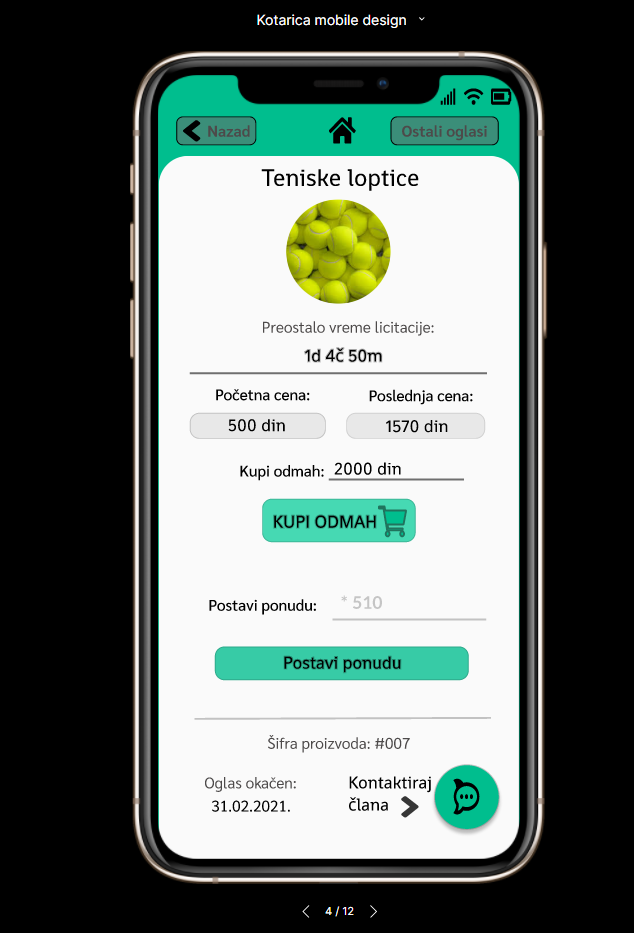 Kotarica mobile design
Nazad
Ostali oglasi
Teniske loptice
Preostalo vreme licitacije:
1d 4č 50m
Početna cena:
Poslednja cena:
500 din
1570 din
Kupi odmah: 2000 din
KUPI ODMAH
Postavi ponudu: * 510
Postavi ponudu
Šifra proizvoda: #007
Oglas okačen:
31.02.2021.
Kontaktiraj
člana
4 / 12